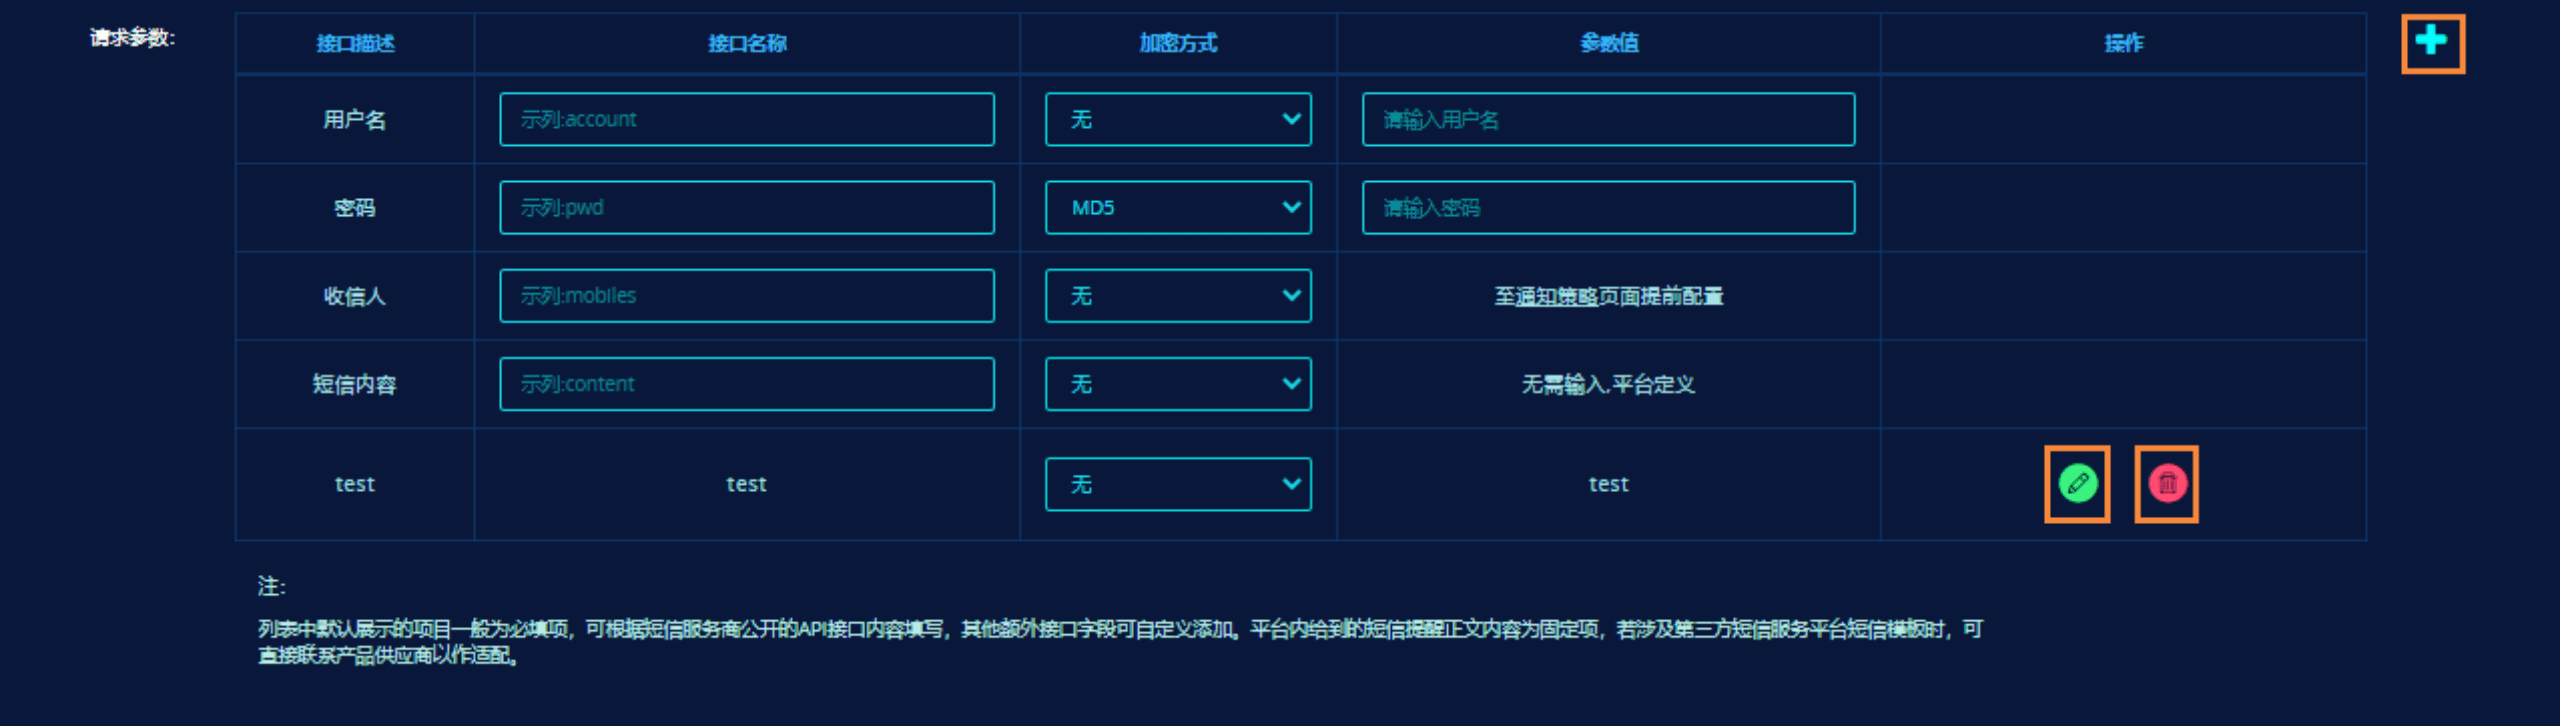 请求参数:
接口描述 接口名称 加密方式 参数值 操作
用户名 示列:account 无 请输入用户名
密码 示列:pwd MD5 请输入密码
收信人 示列:mobiles 无 至通知策略页面提前配置
短信内容 示列:content 无 无需输入,平台定义
test test 无 test
注:
列表中默认展示的项目一般为必填项，可根据短信服务商公开的API接口内容填写，其他额外接口字段可自定义添加。平台内给到的短信提醒正文内容为固定项，若涉及第三方短信服务平台短信模板时，可
直接联系产品供应商以作适配。